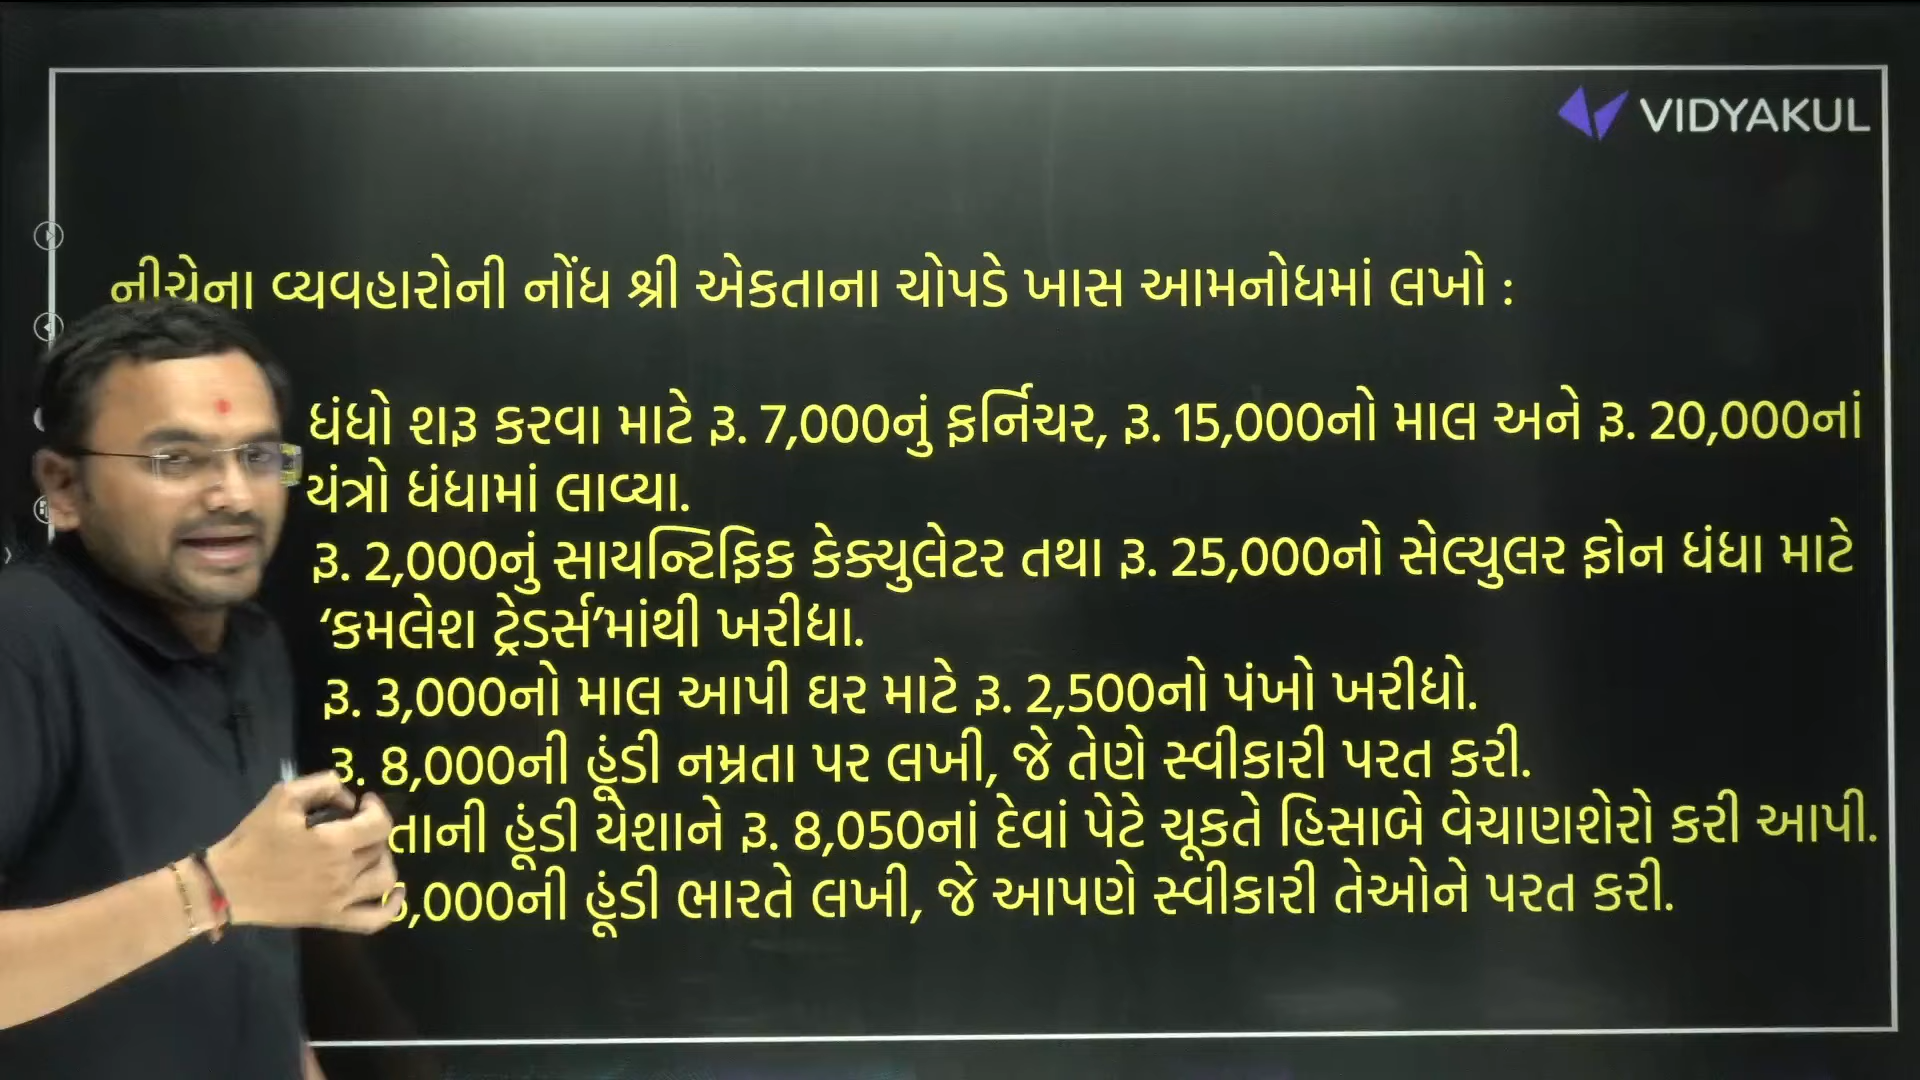 VIDYAKUL
નીચેના વ્યવહારોની નોંધ શ્રી એકતાના ચોપડે ખાસ આમનોધમાં લખો :
ધંધો શરૂ કરવા માટે રૂ. 7,000નું ફર્નિચર, રૂ. 15,000નો માલ અને રૂ. 20,000નાં
યંત્રો ધંધામાં લાવ્યા.
રૂ. 2,000નું સાયન્ટિફિક કેક્યુલેટર તથા રૂ. 25,000નો સેલ્યુલર ફોન ધંધા માટે
‘કમલેશ ટ્રેડર્સ’માંથી ખરીદ્યા.
રૂ. 3,000નો માલ આપી ઘર માટે રૂ. 2,500નો પંખો ખરીદ્યો.
રૂ. 8,000ની હૂંડી નમ્રતા પર લખી, જે તેણે સ્વીકારી પરત કરી.
હૂંડી યેશાને રૂ. 8,050નાં દેવાં પેટે ચૂકતે હિસાબે વેચાણશેરો કરી આપી.
હૂંડી ભારતે લખી, જે આપણે સ્વીકારી તેઓને પરત કરી.